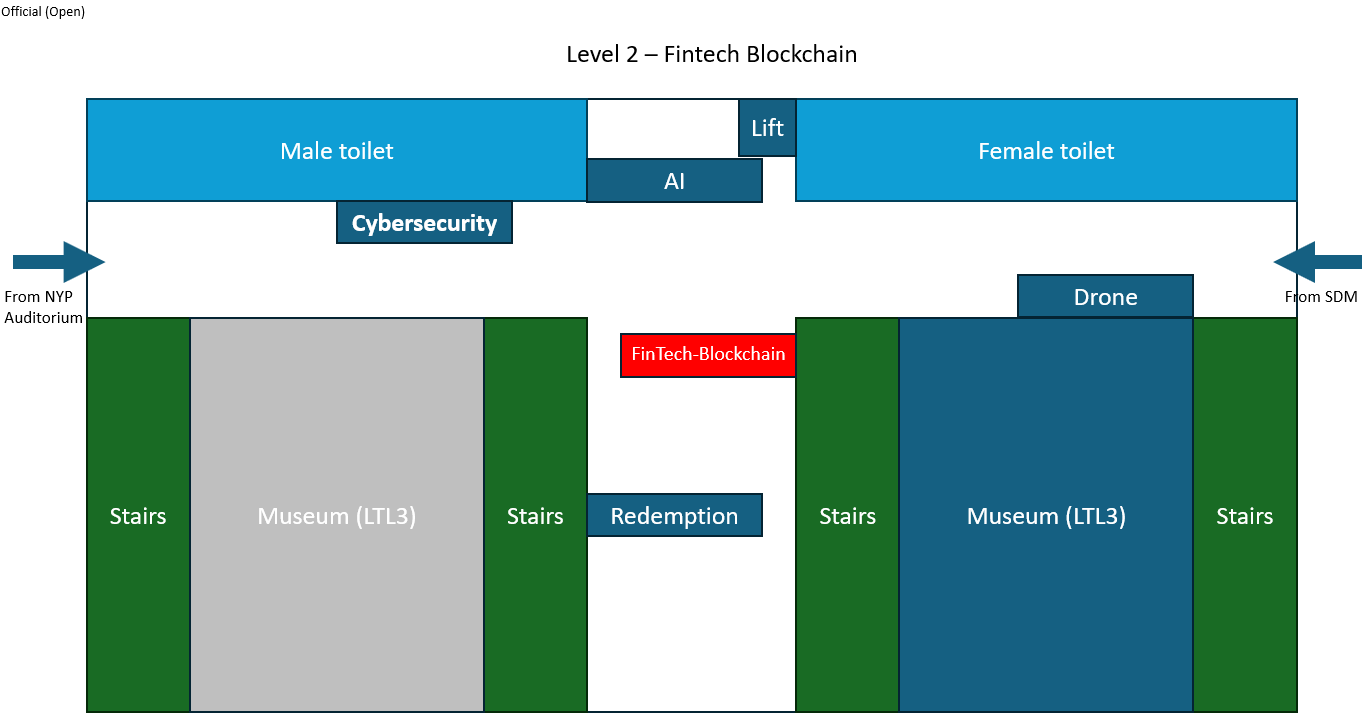 Official (Open)
Level 2 – Fintech Blockchain
Lift
Male toilet
Female toilet
AI
Cybersecurity
From NYP
Auditorium
Drone
From SDM
FinTech-Blockchain
Stairs
Museum (LTL3)
Stairs
Redemption
Stairs
Museum (LTL3)
Stairs